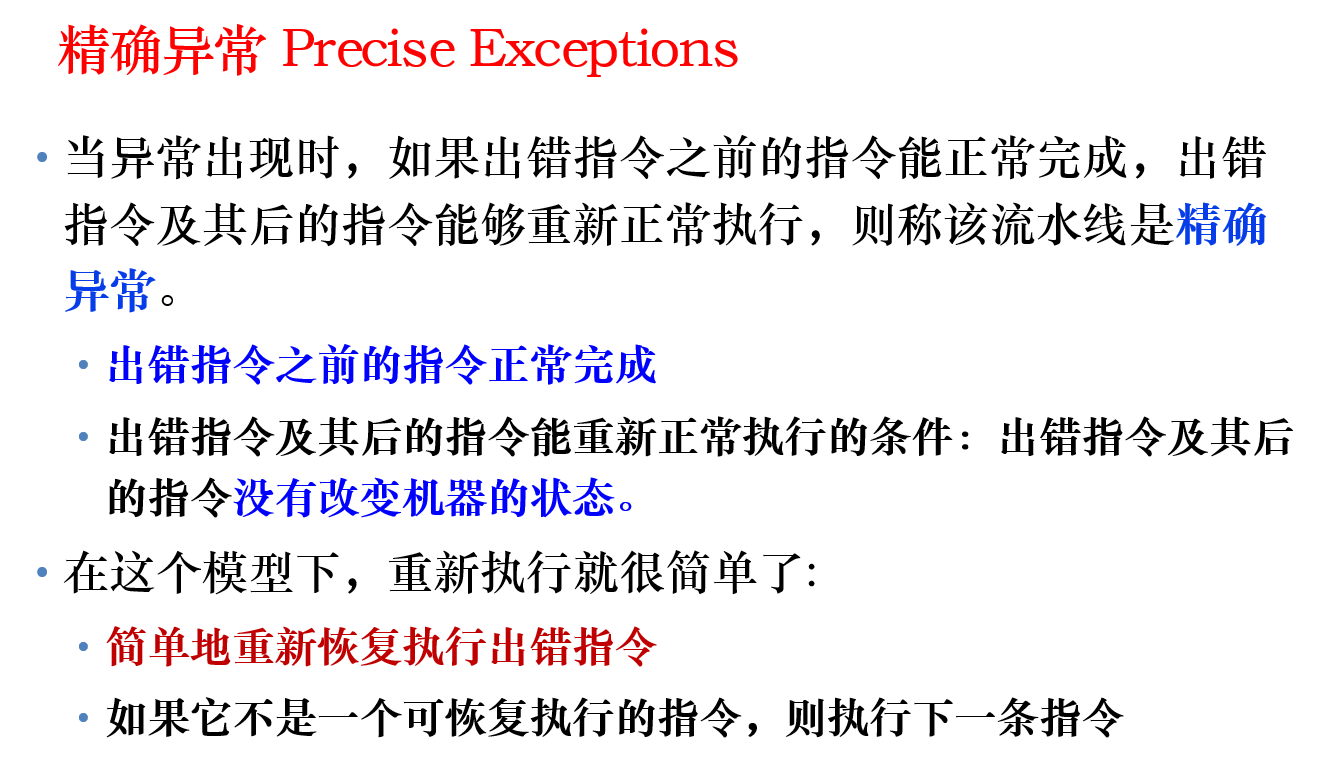 精确异常 Precise Exceptions
• 当异常出现时，如果出错指令之前的指令能正常完成，出错
指令及其后的指令能够重新正常执行，则称该流水线是精确
异常。
• 出错指令之前的指令正常完成
• 出错指令及其后的指令能重新正常执行的条件：出错指令及其后
的指令没有改变机器的状态。
• 在这个模型下，重新执行就很简单了:
• 简单地重新恢复执行出错指令
• 如果它不是一个可恢复执行的指令，则执行下一条指令